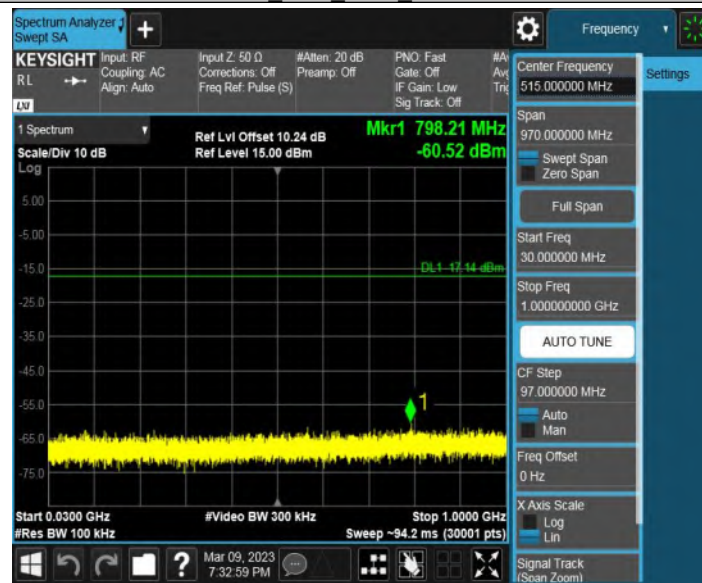 Spectrum Analyzer 1
Swept SA
+
Frequency
KEYSIGHT
RL
LXI
Input: RF
Coupling: AC
Align: Auto
Input Z: 50 Ω
Corrections: Off
Freq Ref: Pulse (S)
#Atten: 20 dB
Preamp: Off
PNO: Fast
Gate: Off
IF Gain: Low
Sig Track: Off
Center Frequency
515.000000 MHz
Settings
1 Spectrum
Scale/Div 10 dB
Log
Ref Lvl Offset 10.24 dB
Ref Level 15.00 dBm
Mkr1 798.21 MHz
-60.52 dBm
5.00
-5.00
-15.0
-25.0
-35.0
-45.0
-55.0
-65.0
-75.0
DL1 -17.14 dBm
1
Start 0.0300 GHz
#Res BW 100 kHz
#Video BW 300 kHz
Stop 1.0000 GHz
Sweep ~94.2 ms (30001 pts)
Span
970.000000 MHz
Swept Span
Zero Span
Full Span
Start Freq
30.000000 MHz
Stop Freq
1.000000000 GHz
AUTO TUNE
CF Step
97.000000 MHz
Auto
Man
Freq Offset
0 Hz
X Axis Scale
Log
Lin
Signal Track
(Span Zoom)
?
Mar 09, 2023
7:32:59 PM